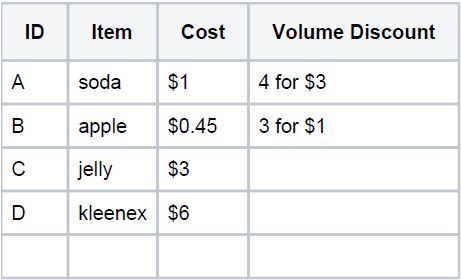 ID Item Cost Volume Discount
A soda $1 4 for $3
B apple $0.45 3 for $1
C jelly $3
D kleenex $6